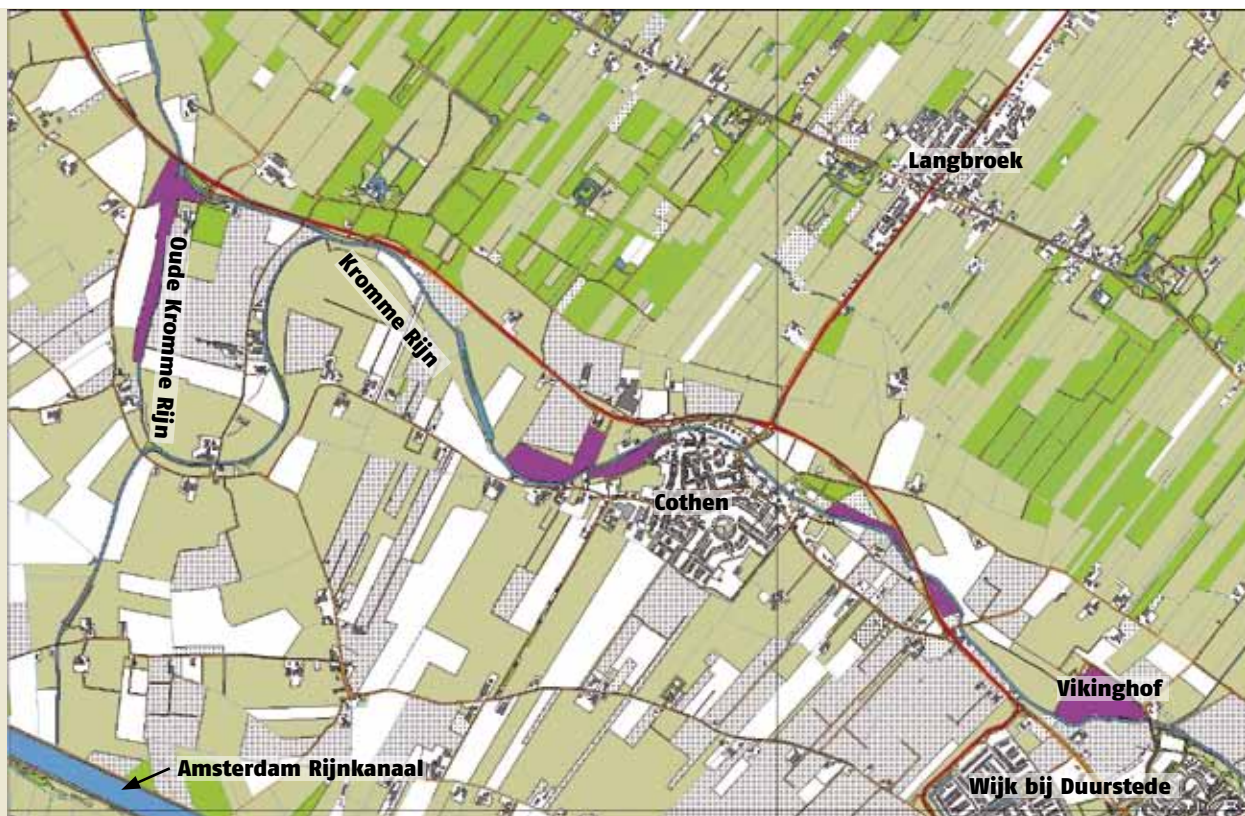 Langbroek
Oude Kromme Rijn
Kromme Rijn
Cothen
Vikinghof
Amsterdam Rijnkanaal
Wijk bij Duurstede